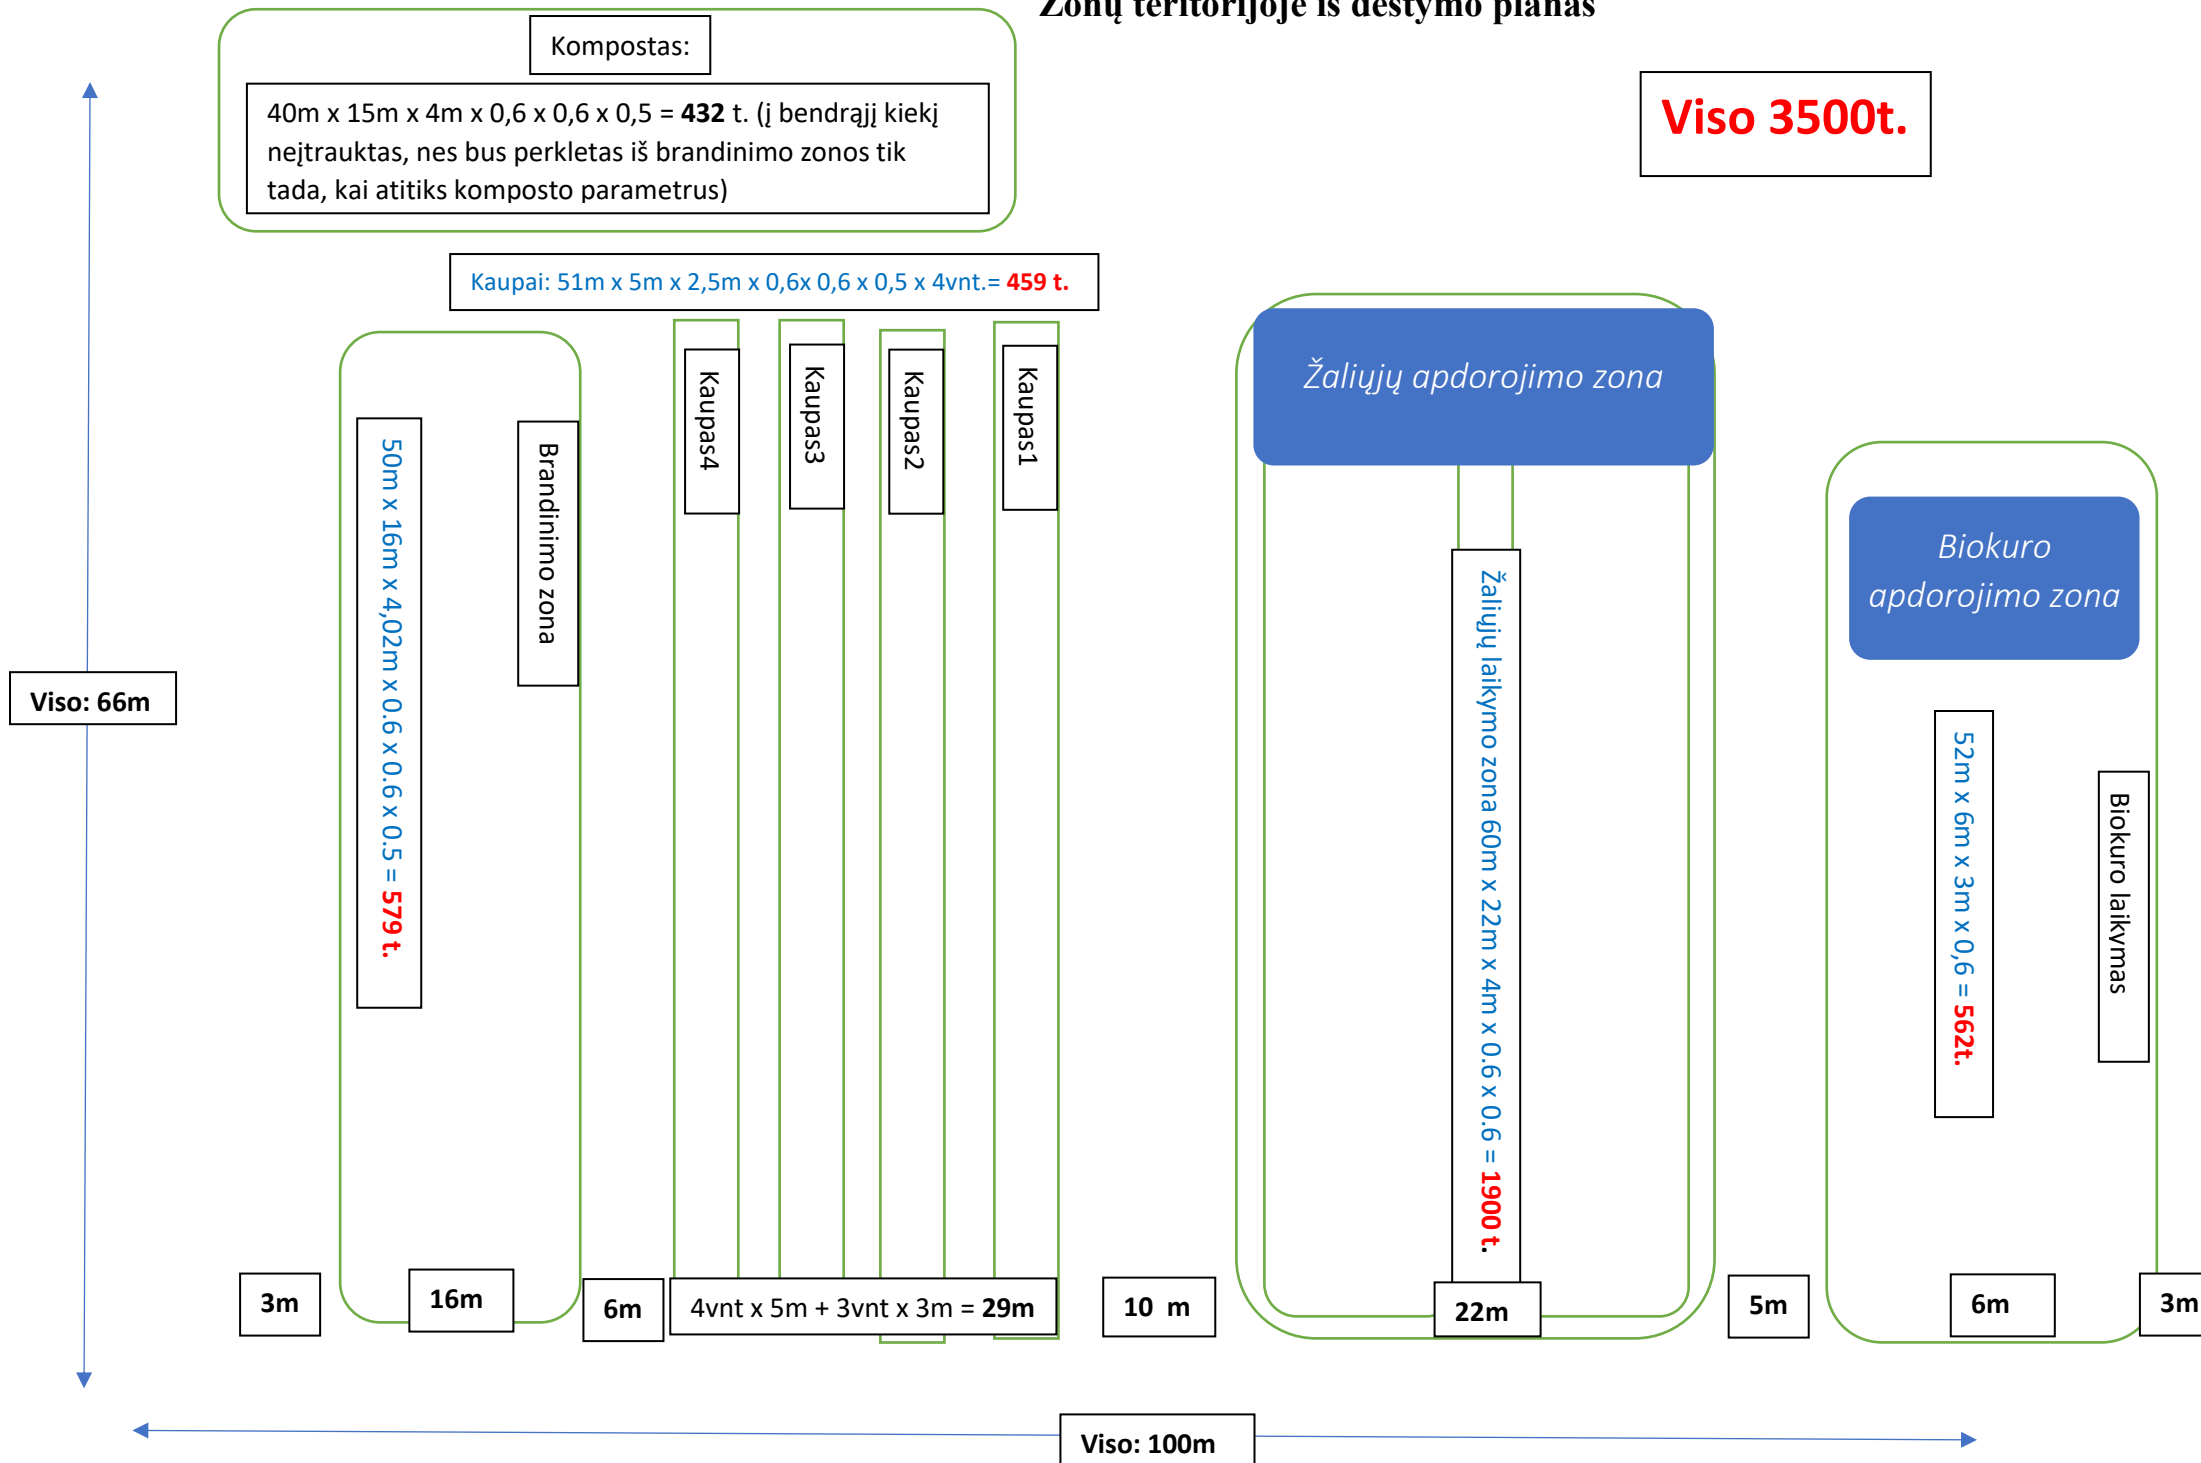 Zonų teritorijoje iš dėstymo planas
Kompostas:
40m x 15m x 4m x 0,6 x 0,6 x 0,5 = 432 t. (į bendrąjį kiekį
neįtrauktas, nes bus perkletas iš brandinimo zonos tik
tada, kai atitiks komposto parametrus)
Viso 3500t.
Kaupai: 51m x 5m x 2,5m x 0,6x 0,6 x 0,5 x 4vnt.= 459 t.
50m x 16m x 4,02m x 0.6 x 0.6 x 0.5 = 579 t.
Brandinimo zona
Kaupas4
Kaupas3
Kaupas2
Kaupas1
Žaliųjų apdorojimo zona
Žaliųjų laikymo zona 60m x 22m x 4m x 0.6 x 0.6 = 1900 t.
Biokuro
apdorojimo zona
52m x 6m x 3m x 0,6 = 562t.
Biokuro laikymas
Viso: 66m
3m
16m
6m
4vnt x 5m + 3vnt x 3m = 29m
10 m
22m
5m
6m
3m
Viso: 100m